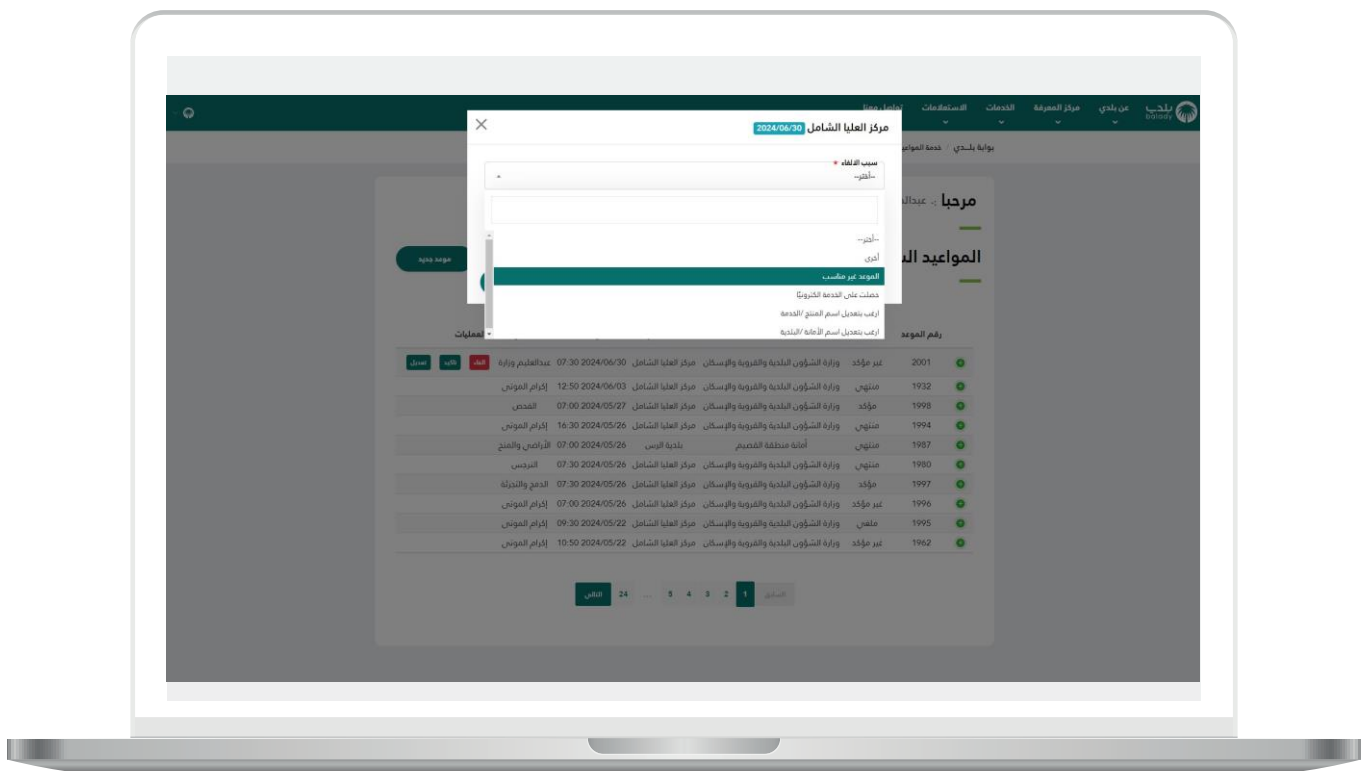 بلدي
balady
عن بلدي
مركز المعرفة
الخدمات
الاستعلامات
تواصل معنا
بوابة بلـــدي / خدمة المواعيد
مركز العليا الشامل 2024/06/30
سبب الالغاء *
--أختر--
--أختر--
أخرى
الموعد غير مناسب
حصلت على الخدمة الكترونيًا
ارغب بتعديل اسم المنتج /الخدمة
ارغب بتعديل اسم الأمانة /البلدية
مرحبا
المواعيد
موعد جديد
رقم الموعد العمليات
2001 غير مؤكد وزارة الشؤون البلدية والقروية والإسكان مركز العليا الشامل 2024/06/30 07:30 عبدالعليم وزارة الغاء تاكيد تعديل
1932 منتهي وزارة الشؤون البلدية والقروية والإسكان مركز العليا الشامل 2024/06/03 12:50 إكرام الموتى
1998 مؤكد وزارة الشؤون البلدية والقروية والإسكان مركز العليا الشامل 2024/05/27 07:00 الفحص
1994 منتهي وزارة الشؤون البلدية والقروية والإسكان مركز العليا الشامل 2024/05/26 16:30 إكرام الموتى
1987 منتهي أمانة منطقة القصيم بلدية الرس 2024/05/26 07:00 الأراضي والمنح
1980 منتهي وزارة الشؤون البلدية والقروية والإسكان مركز العليا الشامل 2024/05/26 07:30 النرجس
1997 مؤكد وزارة الشؤون البلدية والقروية والإسكان مركز العليا الشامل 2024/05/26 07:30 الدمج والتجزئة
1996 غير مؤكد وزارة الشؤون البلدية والقروية والإسكان مركز العليا الشامل 2024/05/26 07:00 إكرام الموتى
1995 ملغي وزارة الشؤون البلدية والقروية والإسكان مركز العليا الشامل 2024/05/22 09:30 إكرام الموتى
1962 غير مؤكد وزارة الشؤون البلدية والقروية والإسكان مركز العليا الشامل 2024/05/22 10:50 إكرام الموتى
السابق 1 2 3 4 5 ... 24 التالي